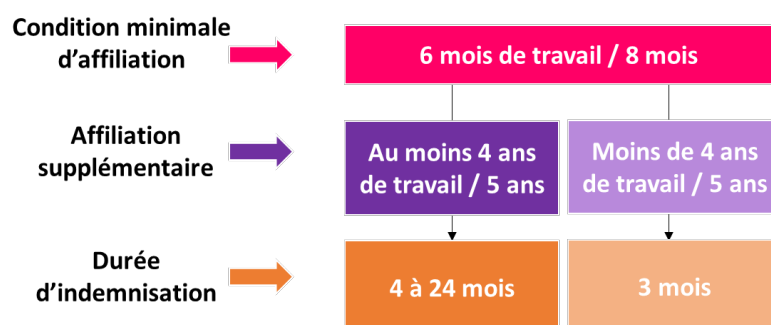 Condition minimale
d’affiliation
6 mois de travail / 8 mois
Affiliation
supplémentaire
Au moins 4 ans
de travail / 5 ans
Moins de 4 ans
de travail / 5 ans
Durée
d’indemnisation
4 à 24 mois
3 mois